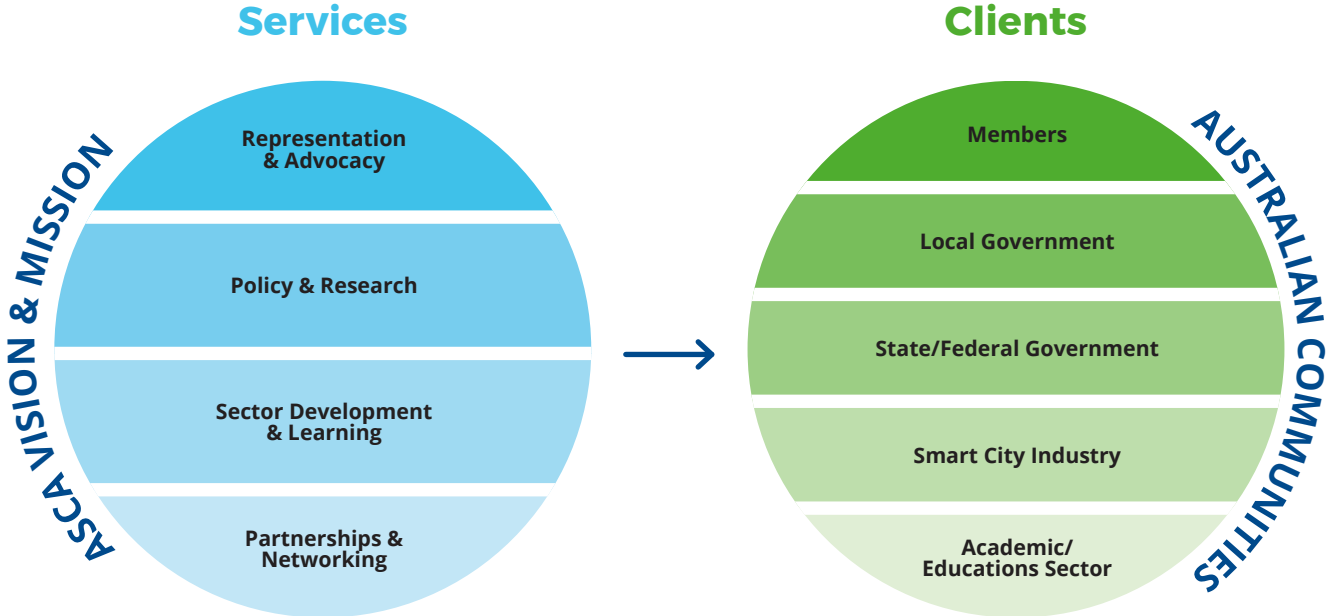 Services
ASCA VISION & MISSION
Representation
& Advocacy
Policy & Research
Sector Development
& Learning
Partnerships &
Networking
Clients
Members
Local Government
State/Federal Government
Smart City Industry
Academic/
Educations Sector
AUSTRALIAN COMMUNITIES